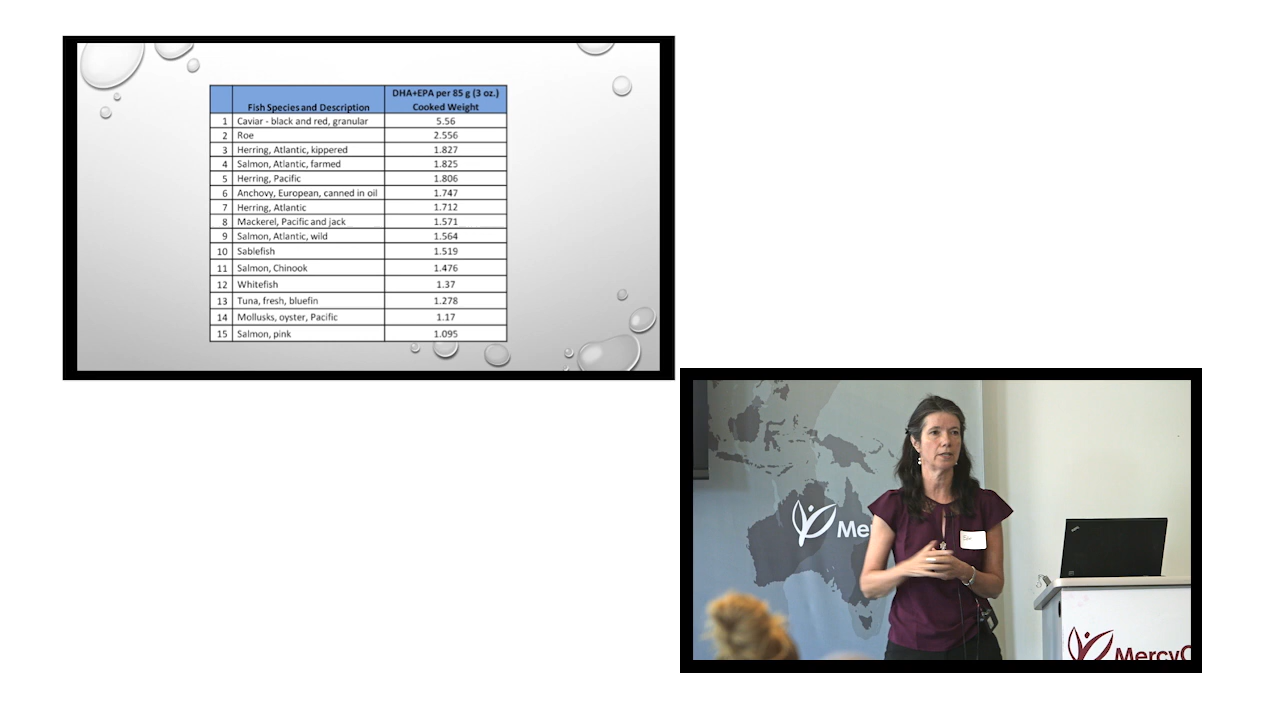 Fish Species and Description DHA+EPA per 85 g (3 oz.)
Cooked Weight
1 Caviar - black and red, granular 5.56
2 Roe 2.556
3 Herring, Atlantic, kippered 1.827
4 Salmon, Atlantic, farmed 1.825
5 Herring, Pacific 1.806
6 Anchovy, European, canned in oil 1.747
7 Herring, Atlantic 1.712
8 Mackerel, Pacific and jack 1.571
9 Salmon, Atlantic, wild 1.564
10 Sablefish 1.519
11 Salmon, Chinook 1.476
12 Whitefish 1.37
13 Tuna, fresh, bluefin 1.278
14 Mollusks, oyster, Pacific 1.17
15 Salmon, pink 1.095
Mer
MercyC